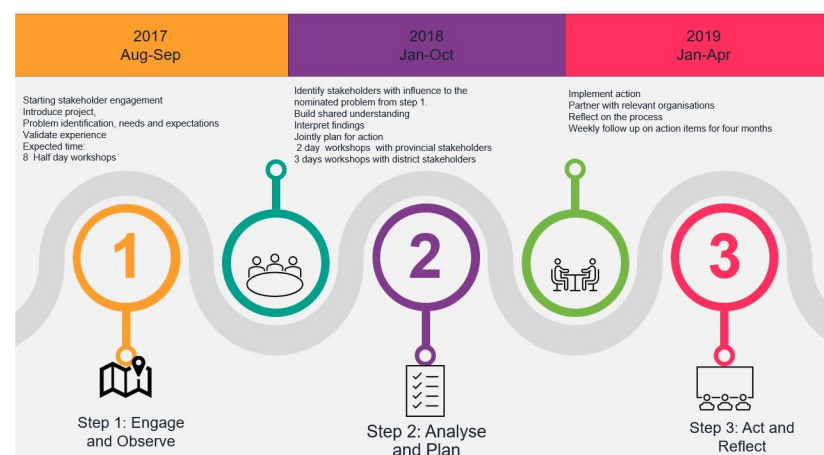 2017
Aug-Sep
2018
Jan-Oct
2019
Jan-Apr
Starting stakeholder engagement
Introduce project,
Problem identification, needs and expectations
Validate experience
Expected time:
8 Half day workshops
Identify stakeholders with influence to the
nominated problem from step 1.
Build shared understanding
Interpret findings
Jointly plan for action
2 day workshops with provincial stakeholders
3 days workshops with district stakeholders
Implement action
Partner with relevant organisations
Reflect on the process
Weekly follow up on action items for four months
1
2
3
Step 1: Engage
and Observe
Step 2: Analyse
and Plan
Step 3: Act and
Reflect